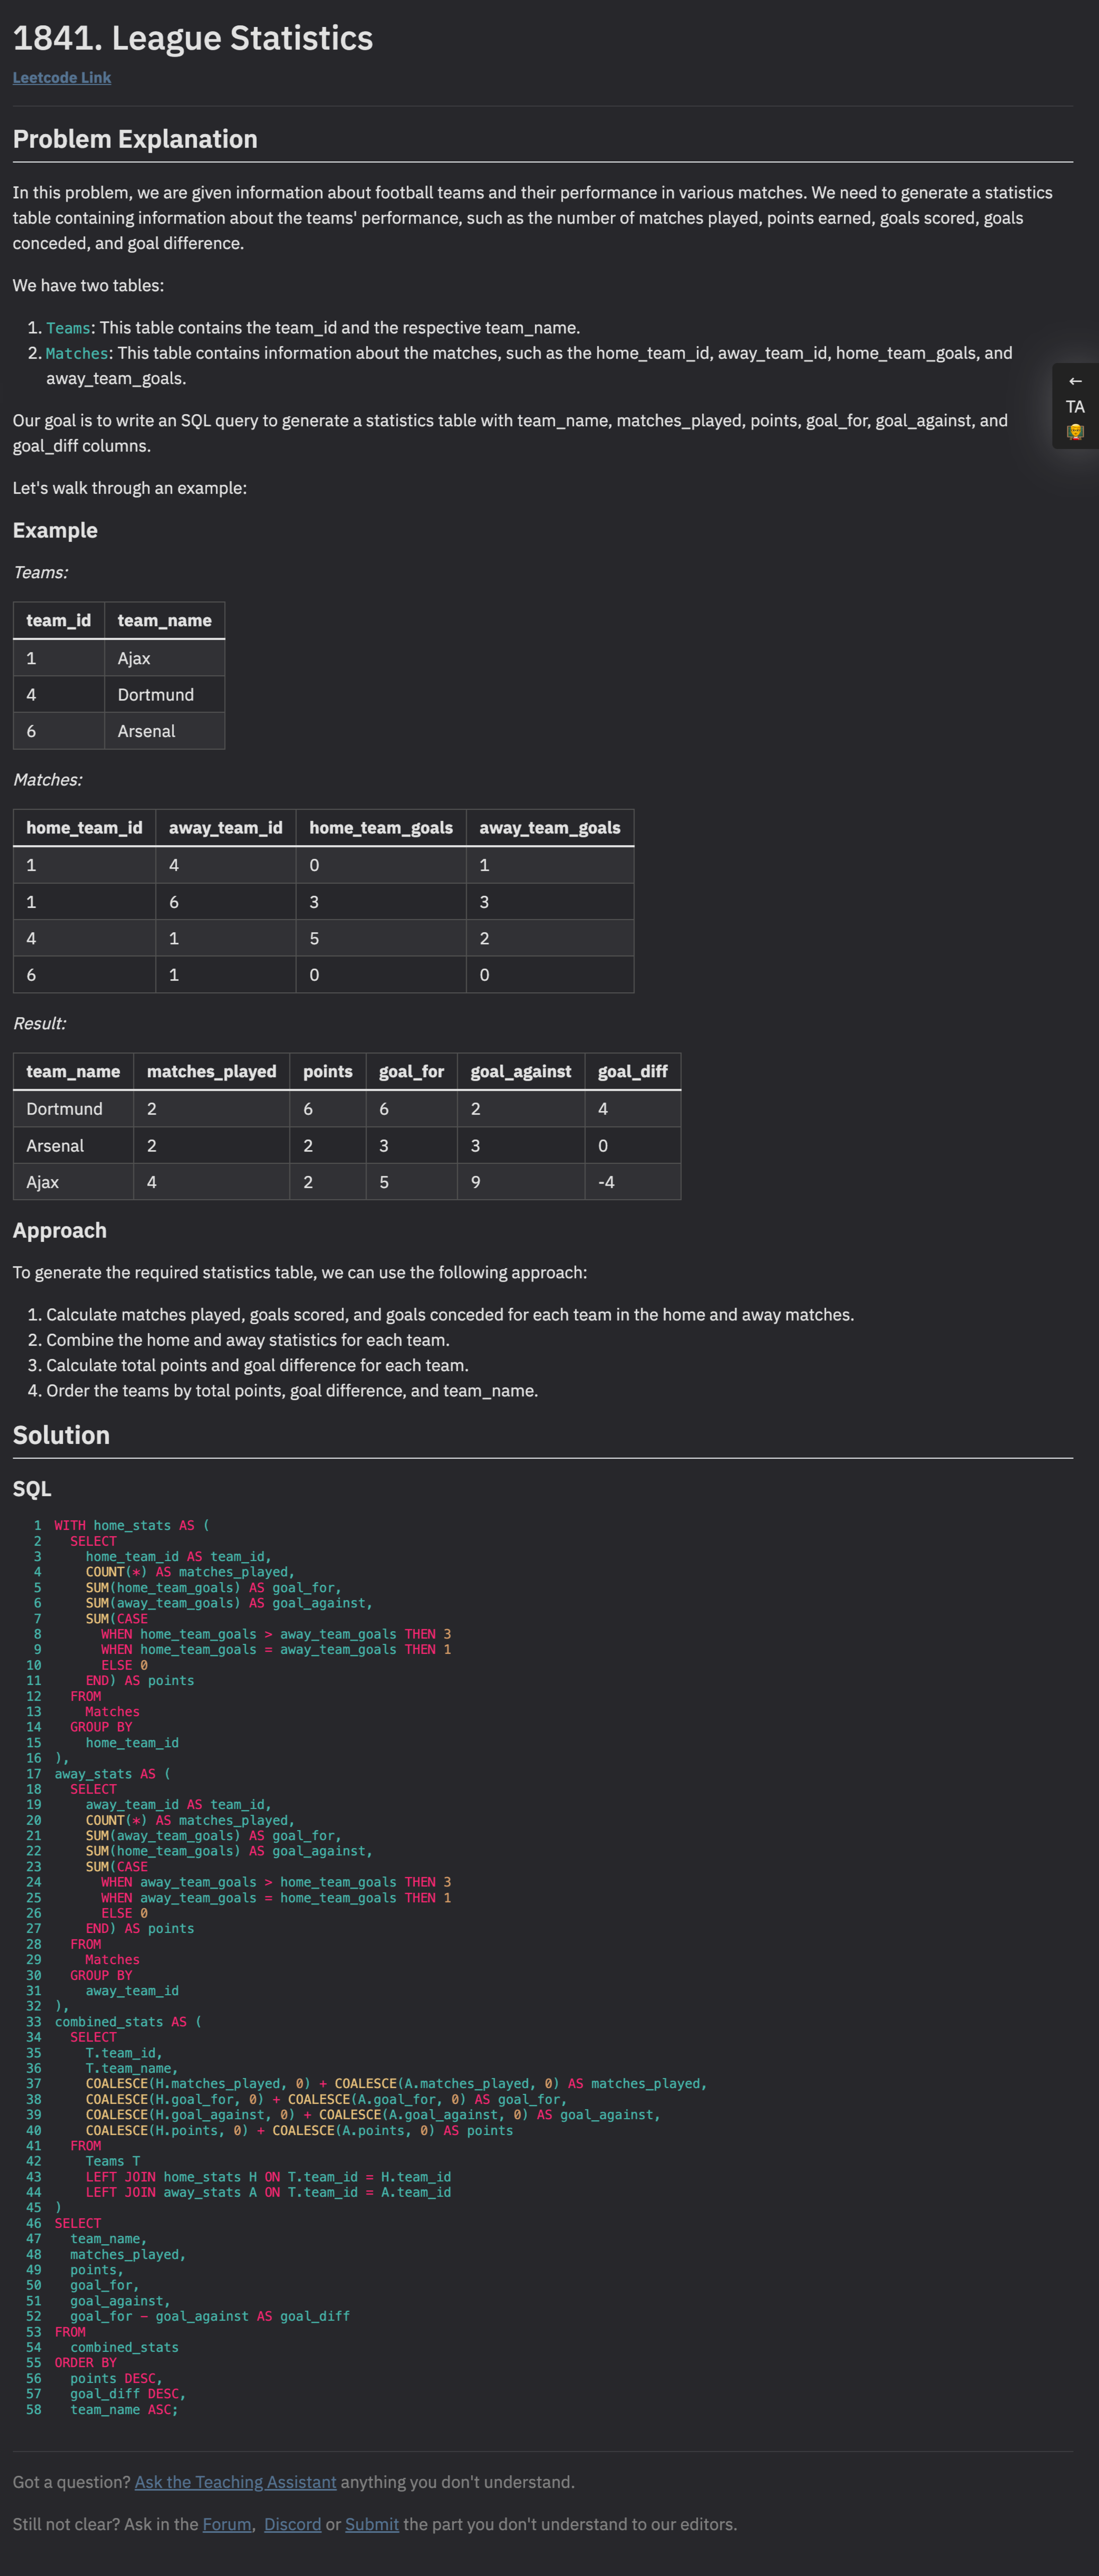 1841. League Statistics
Leetcode Link
Problem Explanation
In this problem, we are given information about football teams and their performance in various matches. We need to generate a statistics
table containing information about the teams' performance, such as the number of matches played, points earned, goals scored, goals
conceded, and goal difference.
We have two tables:
1. Teams: This table contains the team_id and the respective team_name.
2. Matches: This table contains information about the matches, such as the home_team_id, away_team_id, home_team_goals, and
away_team_goals.
←
TA
Our goal is to write an SQL query to generate a statistics table with team_name, matches_played, points, goal_for, goal_against, and
goal_diff columns.
Let's walk through an example:
Example
Teams:
team_id team_name
1 Ajax
4 Dortmund
6 Arsenal
Matches:
home_team_id away_team_id home_team_goals away_team_goals
1 4 0 1
1 6 3 3
4 1 5 2
6 1 0 0
Result:
team_name matches_played points goal_for goal_against goal_diff
Dortmund 2 6 6 2 4
Arsenal 2 2 3 3 0
Ajax 4 2 5 9 -4
Approach
To generate the required statistics table, we can use the following approach:
1. Calculate matches played, goals scored, and goals conceded for each team in the home and away matches.
2. Combine the home and away statistics for each team.
3. Calculate total points and goal difference for each team.
4. Order the teams by total points, goal difference, and team_name.
Solution
SQL
1 WITH home_stats AS (
2 SELECT
3 home_team_id AS team_id,
4 COUNT(*) AS matches_played,
5 SUM(home_team_goals) AS goal_for,
6 SUM(away_team_goals) AS goal_against,
7 SUM(CASE
8 WHEN home_team_goals > away_team_goals THEN 3
9 WHEN home_team_goals = away_team_goals THEN 1
10 ELSE 0
11 END) AS points
12 FROM
13 Matches
14 GROUP BY
15 home_team_id
16 ),
17 away_stats AS (
18 SELECT
19 away_team_id AS team_id,
20 COUNT(*) AS matches_played,
21 SUM(away_team_goals) AS goal_for,
22 SUM(home_team_goals) AS goal_against,
23 SUM(CASE
24 WHEN away_team_goals > home_team_goals THEN 3
25 WHEN away_team_goals = home_team_goals THEN 1
26 ELSE 0
27 END) AS points
28 FROM
29 Matches
30 GROUP BY
31 away_team_id
32 ),
33 combined_stats AS (
34 SELECT
35 T.team_id,
36 T.team_name,
37 COALESCE(H.matches_played, 0) + COALESCE(A.matches_played, 0) AS matches_played,
38 COALESCE(H.goal_for, 0) + COALESCE(A.goal_for, 0) AS goal_for,
39 COALESCE(H.goal_against, 0) + COALESCE(A.goal_against, 0) AS goal_against,
40 COALESCE(H.points, 0) + COALESCE(A.points, 0) AS points
41 FROM
42 Teams T
43 LEFT JOIN home_stats H ON T.team_id = H.team_id
44 LEFT JOIN away_stats A ON T.team_id = A.team_id
45 )
46 SELECT
47 team_name,
48 matches_played,
49 points,
50 goal_for,
51 goal_against,
52 goal_for - goal_against AS goal_diff
53 FROM
54 combined_stats
55 ORDER BY
56 points DESC,
57 goal_diff DESC,
58 team_name ASC;
Got a question? Ask the Teaching Assistant anything you don't understand.
Still not clear? Ask in the Forum, Discord or Submit the part you don't understand to our editors.